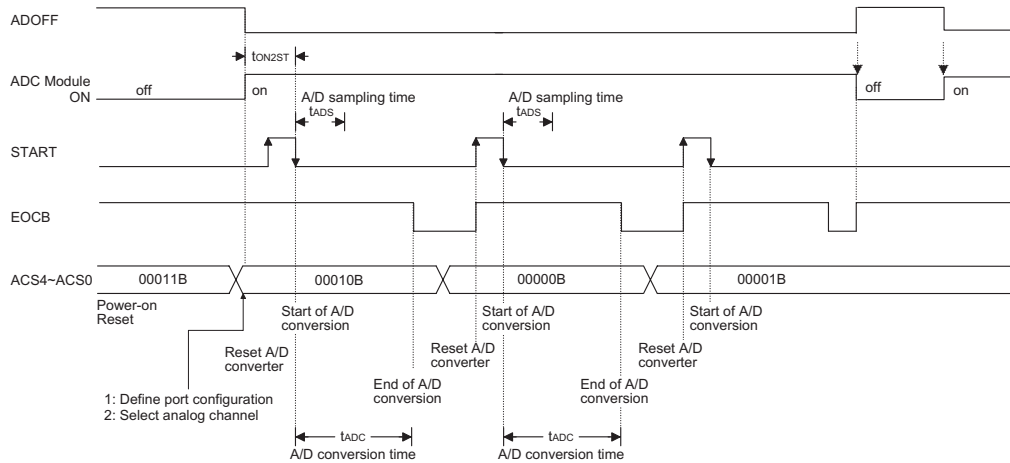 ADOFF
tON2ST
ADC Module
ON
off
on
off
on
A/D sampling time
tADS
A/D sampling time
tADS
START
EOCB
ACS4~ACS0
00011B
00010B
00000B
00001B
Power-on
Reset
Start of A/D
conversion
Start of A/D
conversion
Start of A/D
conversion
Reset A/D
converter
Reset A/D
converter
Reset A/D
converter
End of A/D
conversion
End of A/D
conversion
1: Define port configuration
2: Select analog channel
tADC
A/D conversion time
tADC
A/D conversion time